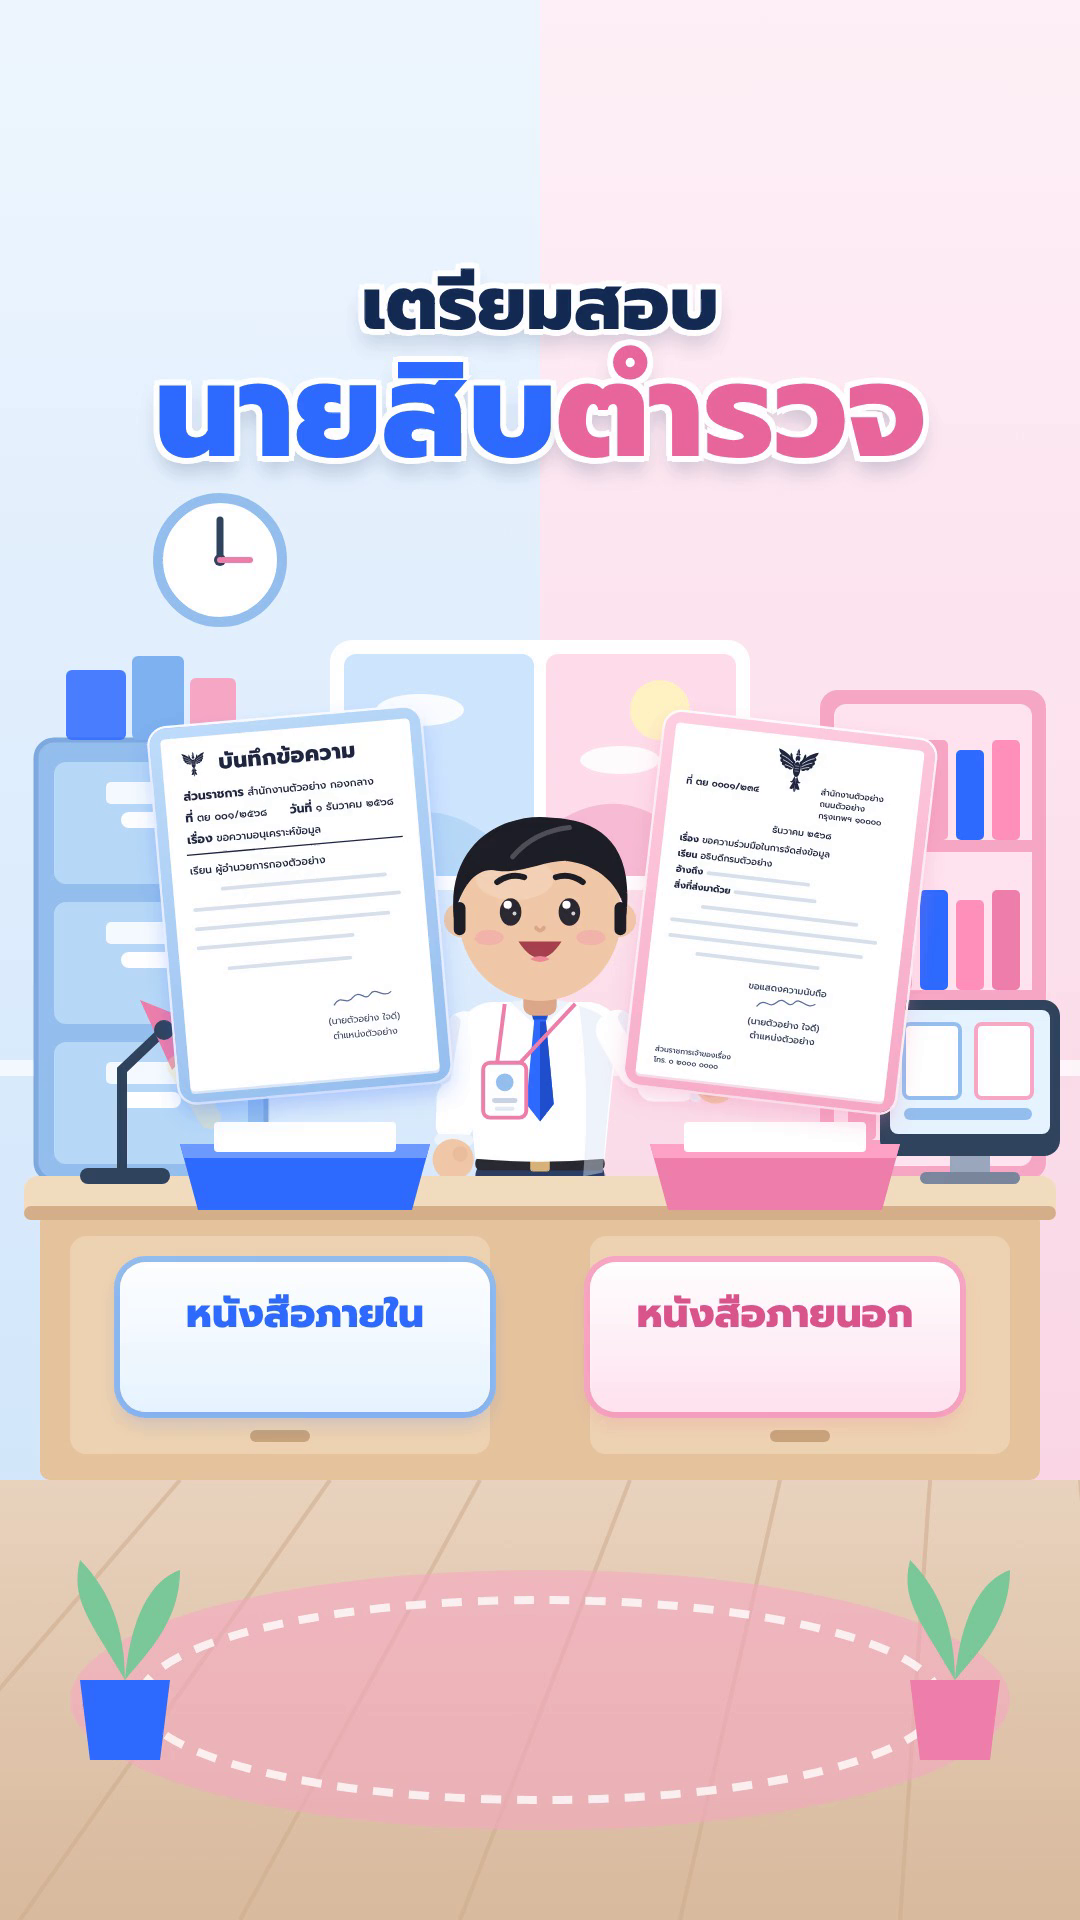 เตรียมสอบ
นายสิบตำรวจ
บันทึกข้อความ
ส่วนราชการ สำนักงานตัวอย่าง กองกลาง
ที่ ตย ๐๐๑/๒๕๖๘ วันที่ ๑ ธันวาคม ๒๕๖๘
เรื่อง ขอความอนุเคราะห์ข้อมูล
เรียน ผู้อำนวยการกองตัวอย่าง
(นายตัวอย่าง ใจดี)
ตำแหน่งตัวอย่าง
ที่ ตย ๐๐๐๑/๒๓๔
สำนักงานตัวอย่าง
ถนนตัวอย่าง
กรุงเทพฯ ๑๐๐๐๐
ธันวาคม ๒๕๖๘
เรื่อง ขอความร่วมมือในการจัดส่งข้อมูล
เรียน อธิบดีกรมตัวอย่าง
อ้างถึง
สิ่งที่ส่งมาด้วย
ขอแสดงความนับถือ
(นายตัวอย่าง ใจดี)
ตำแหน่งตัวอย่าง
ส่วนราชการเจ้าของเรื่อง
โทร. ๐ ๒๐๐๐ ๐๐๐๐
หนังสือภายใน
หนังสือภายนอก